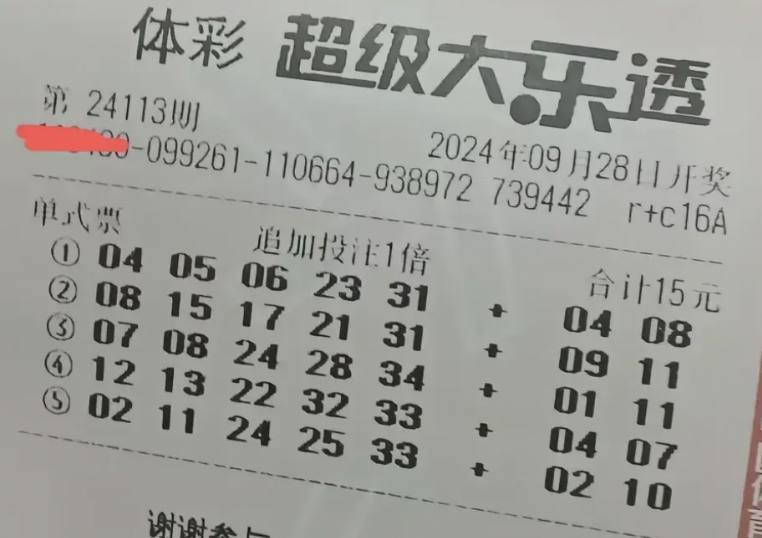 体彩 超级大乐透
第 24113期
2024年09月28日开奖
-099261-110664-938972 739442 r+c16A
单式票 追加投注1倍 合计15元
① 04 05 06 23 31 + 04 08
② 08 15 17 21 31 + 09 11
③ 07 08 24 28 34 + 01 11
④ 12 13 22 32 33 + 04 07
⑤ 02 11 24 25 33 + 02 10
谢谢参与